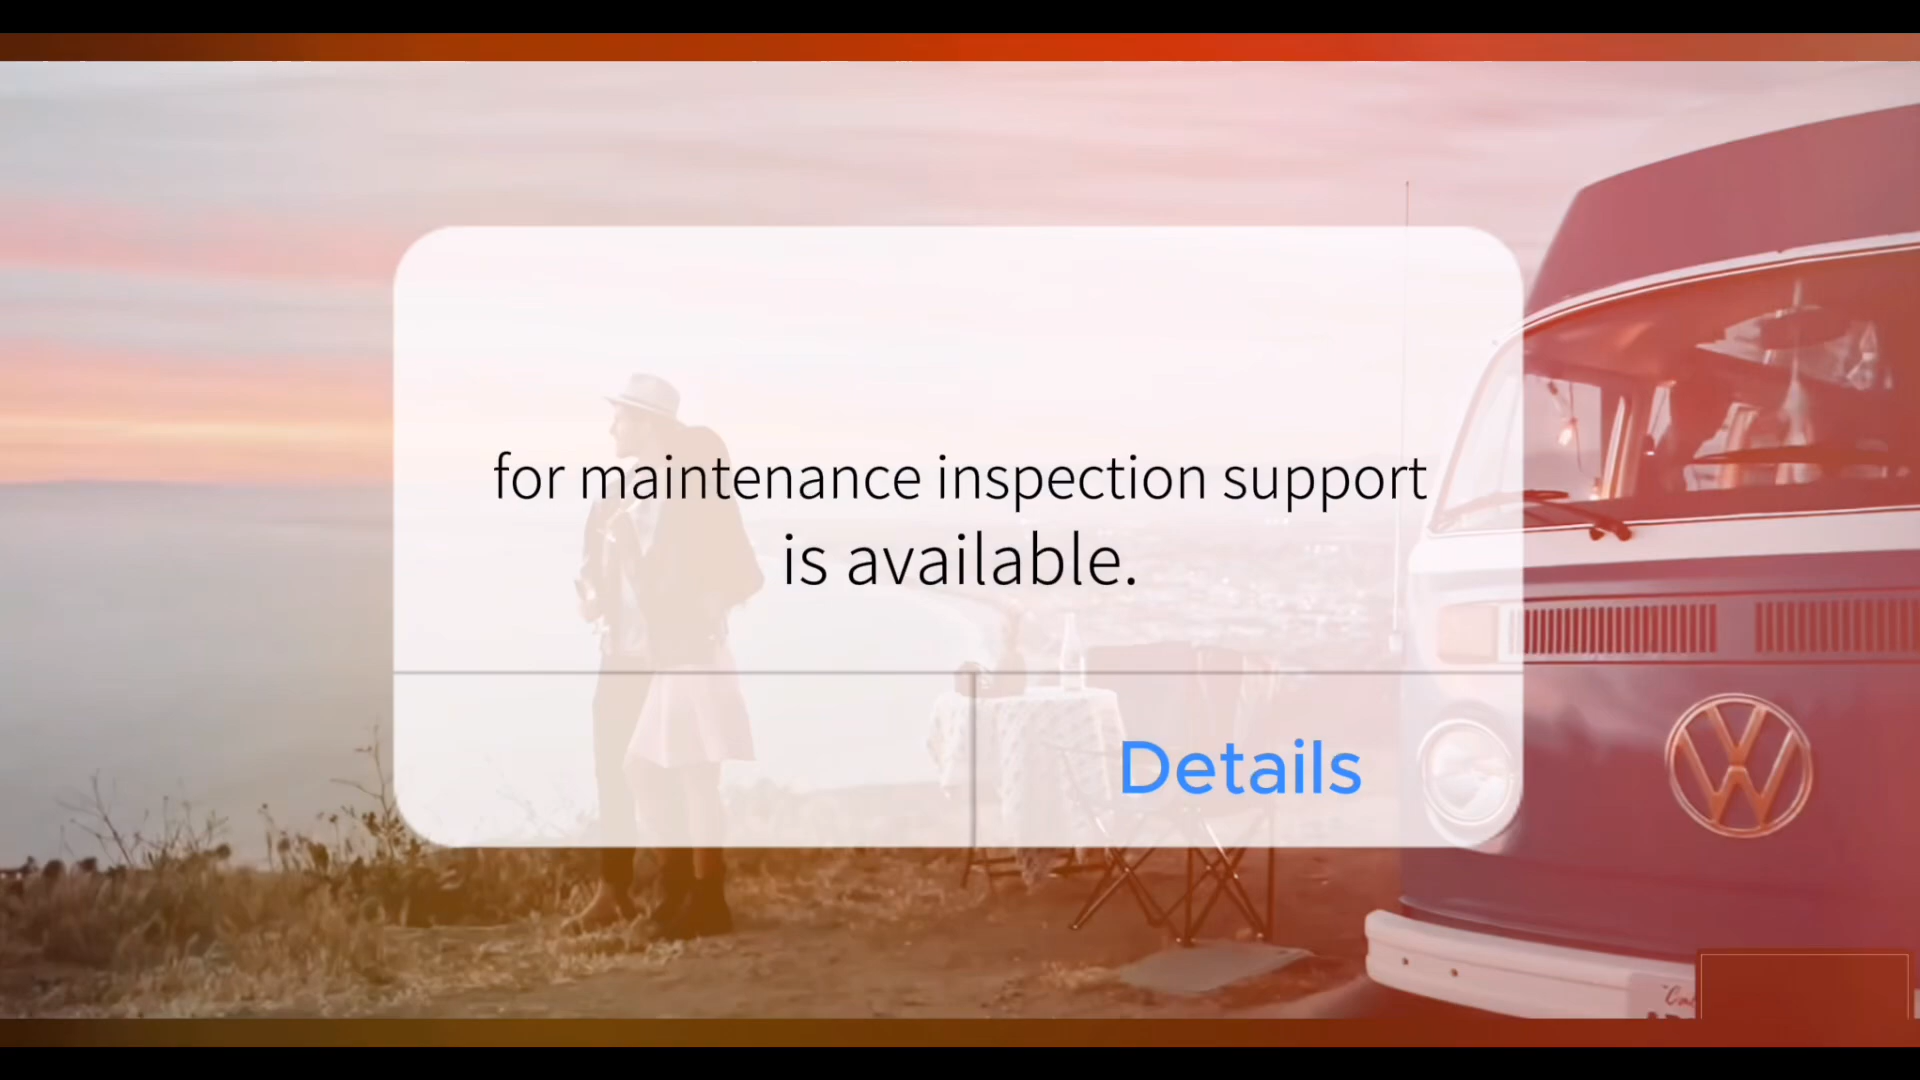 for maintenance inspection support
is available.
Details